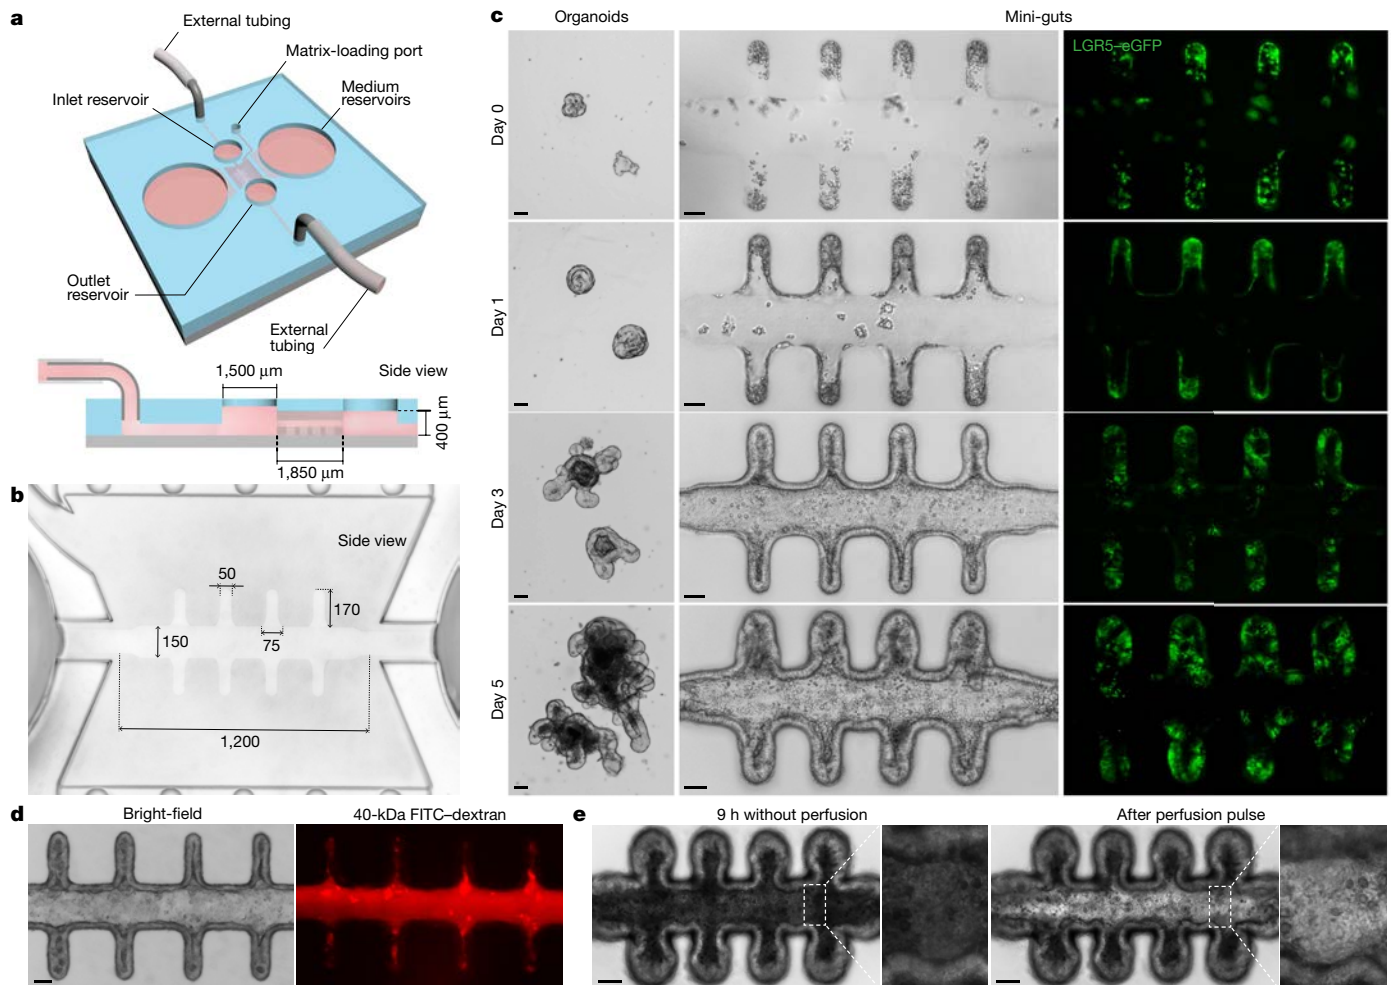 a
External tubing
Matrix-loading port
Inlet reservoir
Medium
reservoirs
Outlet
reservoir
External
tubing
1,500 μm
Side view
400 μm
1,850 μm
b
Side view
50
170
150
75
1,200
c
Organoids
Mini-guts
LGR5–eGFP
Day 0
Day 1
Day 3
Day 5
d
Bright-field
40-kDa FITC–dextran
e
9 h without perfusion
After perfusion pulse